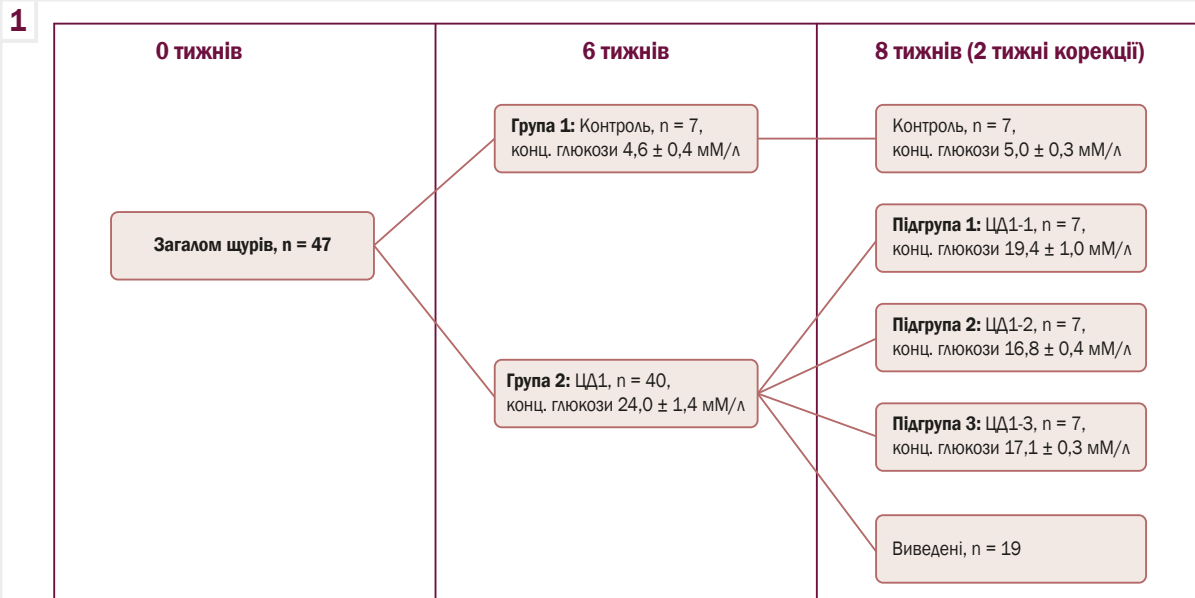 1
0 тижнів
6 тижнів
8 тижнів (2 тижні корекції)
Група 1: Контроль, n = 7,
конц. глюкози 4,6 ± 0,4 мМ/л
Контроль, n = 7,
конц. глюкози 5,0 ± 0,3 мМ/л
Загалом щурів, n = 47
Підгрупа 1: ЦД1-1, n = 7,
конц. глюкози 19,4 ± 1,0 мМ/л
Підгрупа 2: ЦД1-2, n = 7,
конц. глюкози 16,8 ± 0,4 мМ/л
Група 2: ЦД1, n = 40,
конц. глюкози 24,0 ± 1,4 мМ/л
Підгрупа 3: ЦД1-3, n = 7,
конц. глюкози 17,1 ± 0,3 мМ/л
Виведені, n = 19